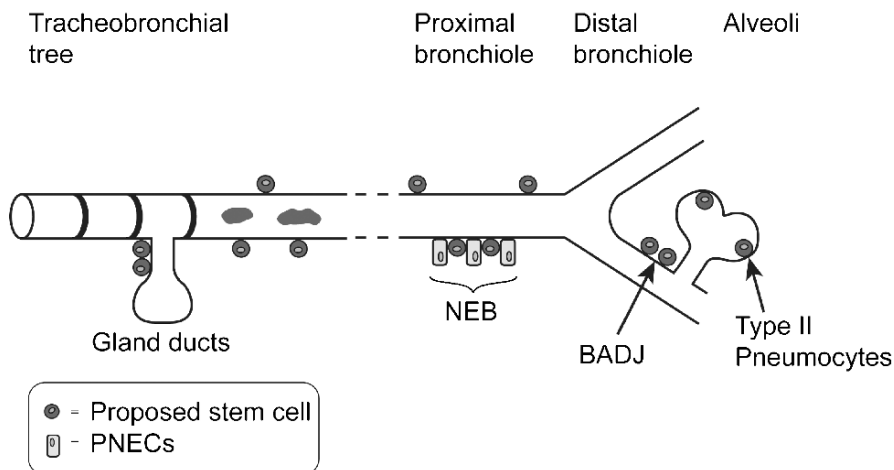 Tracheobronchial
tree
Proximal
bronchiole
Distal
bronchiole
Alveoli
Gland ducts
NEB
BADJ
Type II
Pneumocytes
= Proposed stem cell
= PNECs